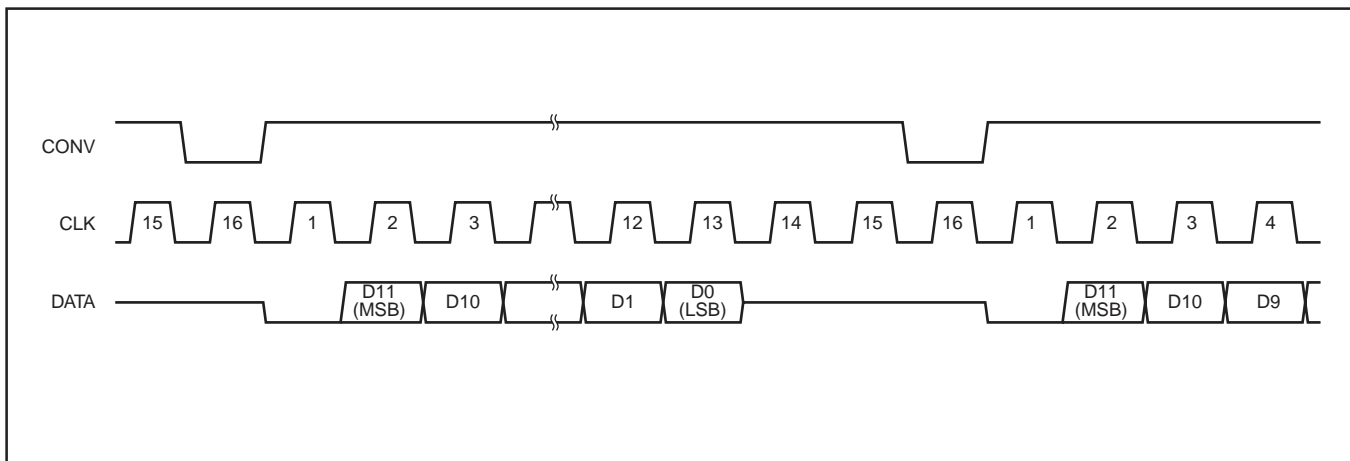 CONV
CLK
15 16 1 2 3 12 13 14 15 16 1 2 3 4
DATA
D11
(MSB)
D10
D1
D0
(LSB)
D11
(MSB)
D10
D9